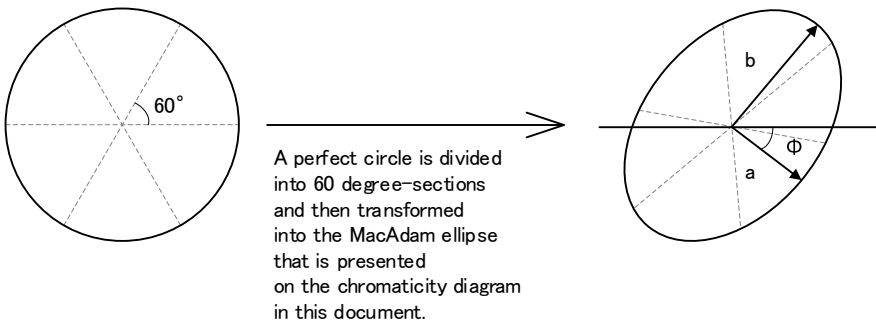 60°
A perfect circle is divided
into 60 degree-sections
and then transformed
into the MacAdam ellipse
that is presented
on the chromaticity diagram
in this document.
b
Φ
a